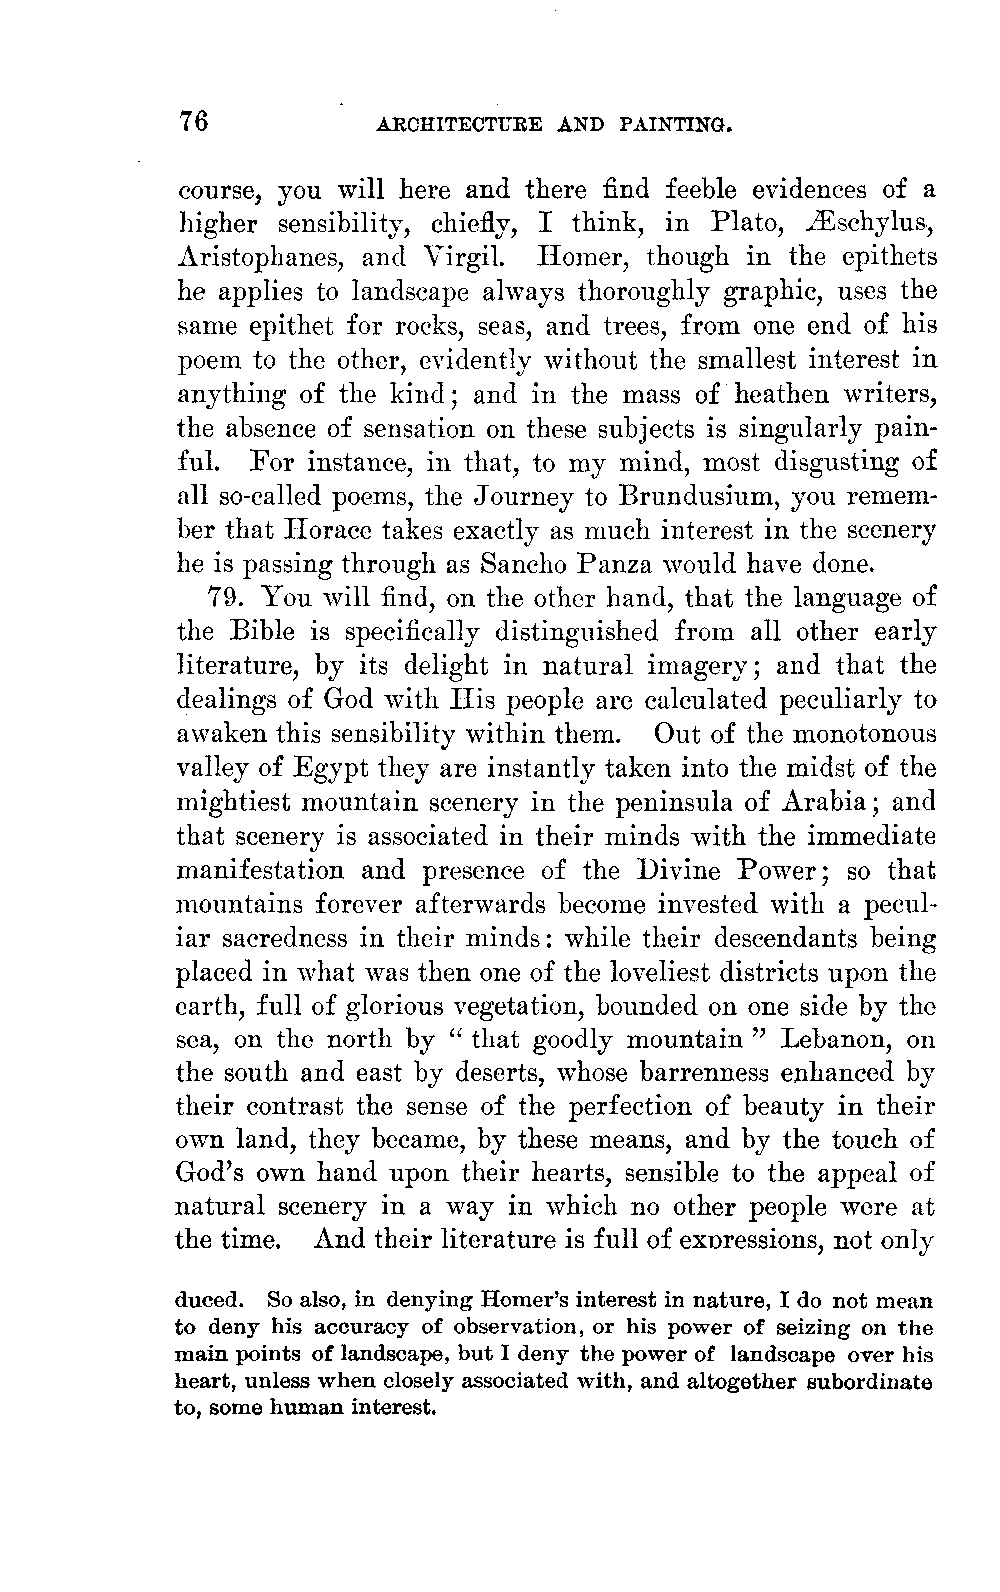 76 ARCHITECTURE AND PAINTING.
course, you will here and there find feeble evidences of a
higher sensibility, chiefly, I think, in Plato, Æschylus,
Aristophanes, and Virgil. Homer, though in the epithets
he applies to landscape always thoroughly graphic, uses the
same epithet for rocks, seas, and trees, from one end of his
poem to the other, evidently without the smallest interest in
anything of the kind; and in the mass of heathen writers,
the absence of sensation on these subjects is singularly pain-
ful. For instance, in that, to my mind, most disgusting of
all so-called poems, the Journey to Brundusium, you remem-
ber that Horace takes exactly as much interest in the scenery
he is passing through as Sancho Panza would have done.
79. You will find, on the other hand, that the language of
the Bible is specifically distinguished from all other early
literature, by its delight in natural imagery; and that the
dealings of God with His people are calculated peculiarly to
awaken this sensibility within them. Out of the monotonous
valley of Egypt they are instantly taken into the midst of the
mightiest mountain scenery in the peninsula of Arabia; and
that scenery is associated in their minds with the immediate
manifestation and presence of the Divine Power; so that
mountains forever afterwards become invested with a pecul-
iar sacredness in their minds: while their descendants being
placed in what was then one of the loveliest districts upon the
earth, full of glorious vegetation, bounded on one side by the
sea, on the north by “ that goodly mountain ” Lebanon, on
the south and east by deserts, whose barrenness enhanced by
their contrast the sense of the perfection of beauty in their
own land, they became, by these means, and by the touch of
God's own hand upon their hearts, sensible to the appeal of
natural scenery in a way in which no other people were at
the time. And their literature is full of expressions, not only
duced. So also, in denying Homer's interest in nature, I do not mean
to deny his accuracy of observation, or his power of seizing on the
main points of landscape, but I deny the power of landscape over his
heart, unless when closely associated with, and altogether subordinate
to, some human interest.